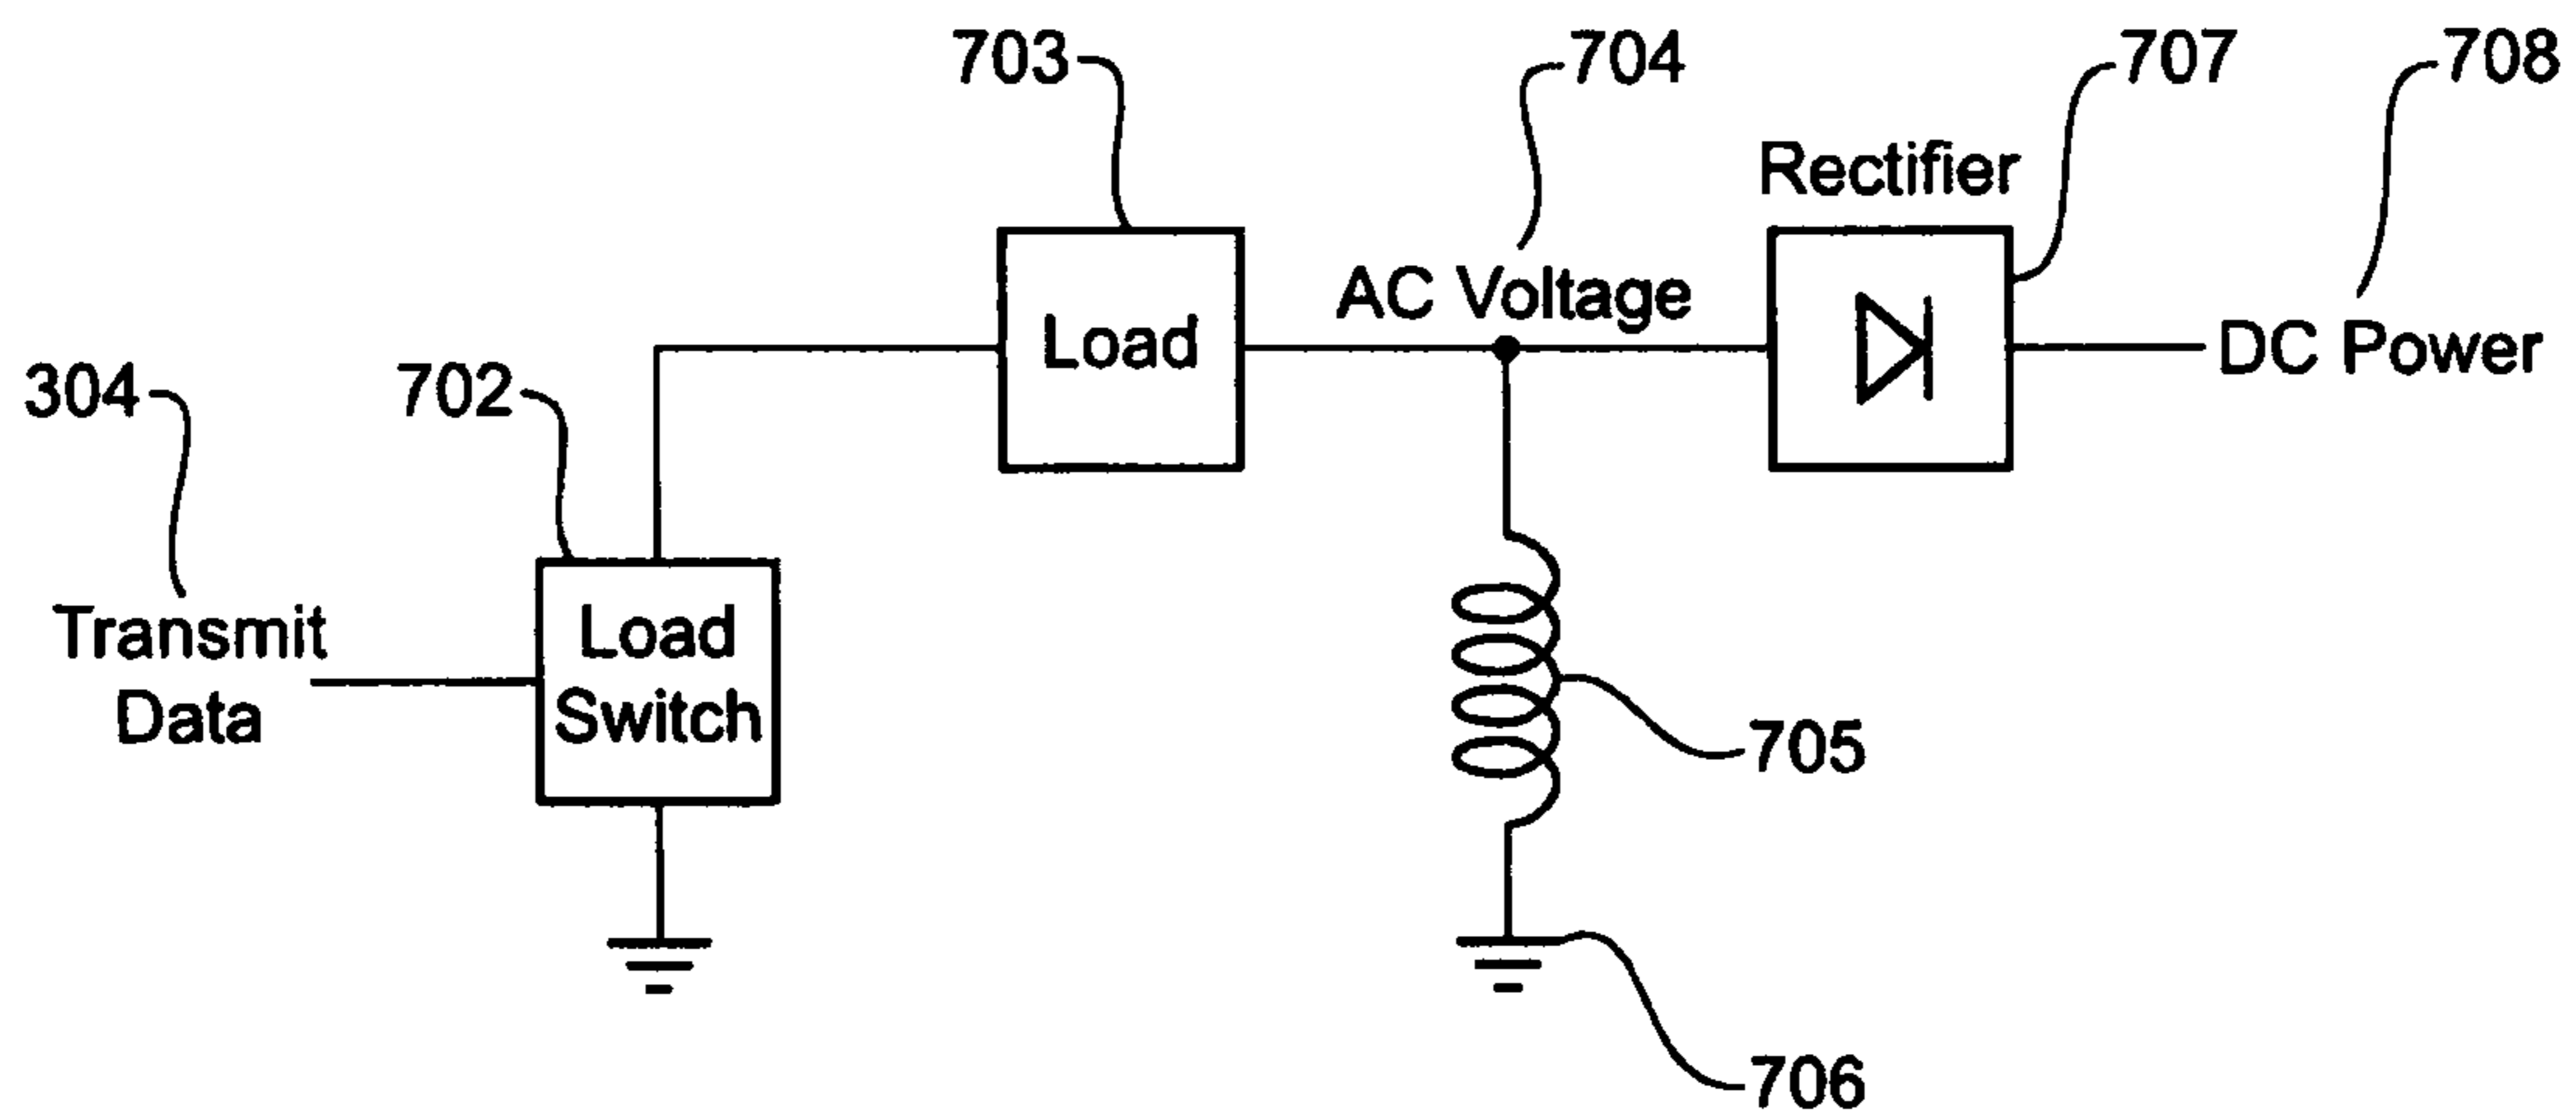 703
704
707
708
Rectifier
AC Voltage
Load
DC Power
304
702
Transmit
Data
Load
Switch
705
706